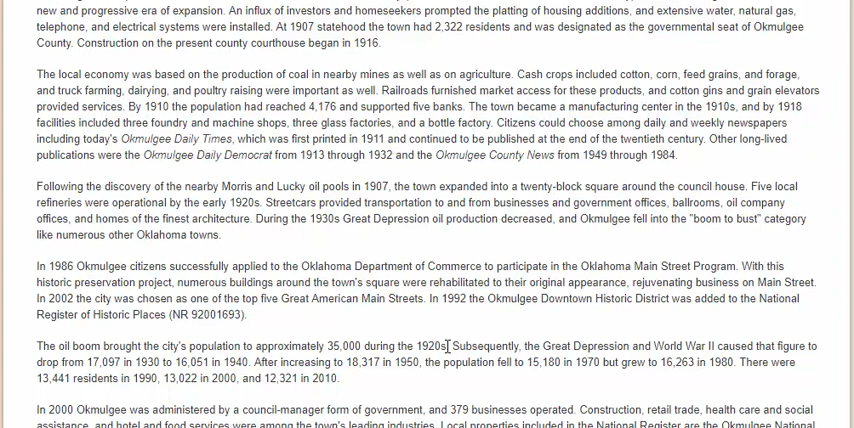 new and progressive era of expansion. An influx of investors and homeseekers prompted the platting of housing additions, and extensive water, natural gas,
telephone, and electrical systems were installed. At 1907 statehood the town had 2,322 residents and was designated as the governmental seat of Okmulgee
County. Construction on the present county courthouse began in 1916.
The local economy was based on the production of coal in nearby mines as well as on agriculture. Cash crops included cotton, corn, feed grains, and forage,
and truck farming, dairying, and poultry raising were important as well. Railroads furnished market access for these products, and cotton gins and grain elevators
provided services. By 1910 the population had reached 4,176 and supported five banks. The town became a manufacturing center in the 1910s, and by 1918
facilities included three foundry and machine shops, three glass factories, and a bottle factory. Citizens could choose among daily and weekly newspapers
including today's Okmulgee Daily Times, which was first printed in 1911 and continued to be published at the end of the twentieth century. Other long-lived
publications were the Okmulgee Daily Democrat from 1913 through 1932 and the Okmulgee County News from 1949 through 1984.
Following the discovery of the nearby Morris and Lucky oil pools in 1907, the town expanded into a twenty-block square around the council house. Five local
refineries were operational by the early 1920s. Streetcars provided transportation to and from businesses and government offices, ballrooms, oil company
offices, and homes of the finest architecture. During the 1930s Great Depression oil production decreased, and Okmulgee fell into the "boom to bust" category
like numerous other Oklahoma towns.
In 1986 Okmulgee citizens successfully applied to the Oklahoma Department of Commerce to participate in the Oklahoma Main Street Program. With this
historic preservation project, numerous buildings around the town's square were rehabilitated to their original appearance, rejuvenating business on Main Street.
In 2002 the city was chosen as one of the top five Great American Main Streets. In 1992 the Okmulgee Downtown Historic District was added to the National
Register of Historic Places (NR 92001693).
The oil boom brought the city's population to approximately 35,000 during the 1920s. Subsequently, the Great Depression and World War II caused that figure to
drop from 17,097 in 1930 to 16,051 in 1940. After increasing to 18,317 in 1950, the population fell to 15,180 in 1970 but grew to 16,263 in 1980. There were
13,441 residents in 1990, 13,022 in 2000, and 12,321 in 2010.
In 2000 Okmulgee was administered by a council-manager form of government, and 379 businesses operated. Construction, retail trade, health care and social
assistance, and hotel and food services were among the town's leading industries. Local properties included in the National Register are the Okmulgee National